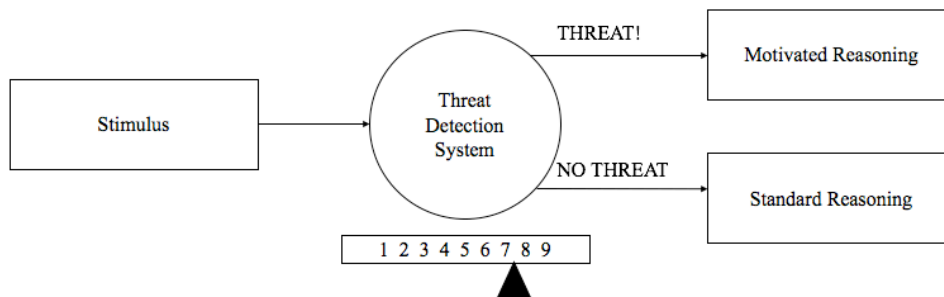 THREAT!
Motivated Reasoning
Stimulus
Threat
Detection
System
NO THREAT
Standard Reasoning
1 2 3 4 5 6 7 8 9